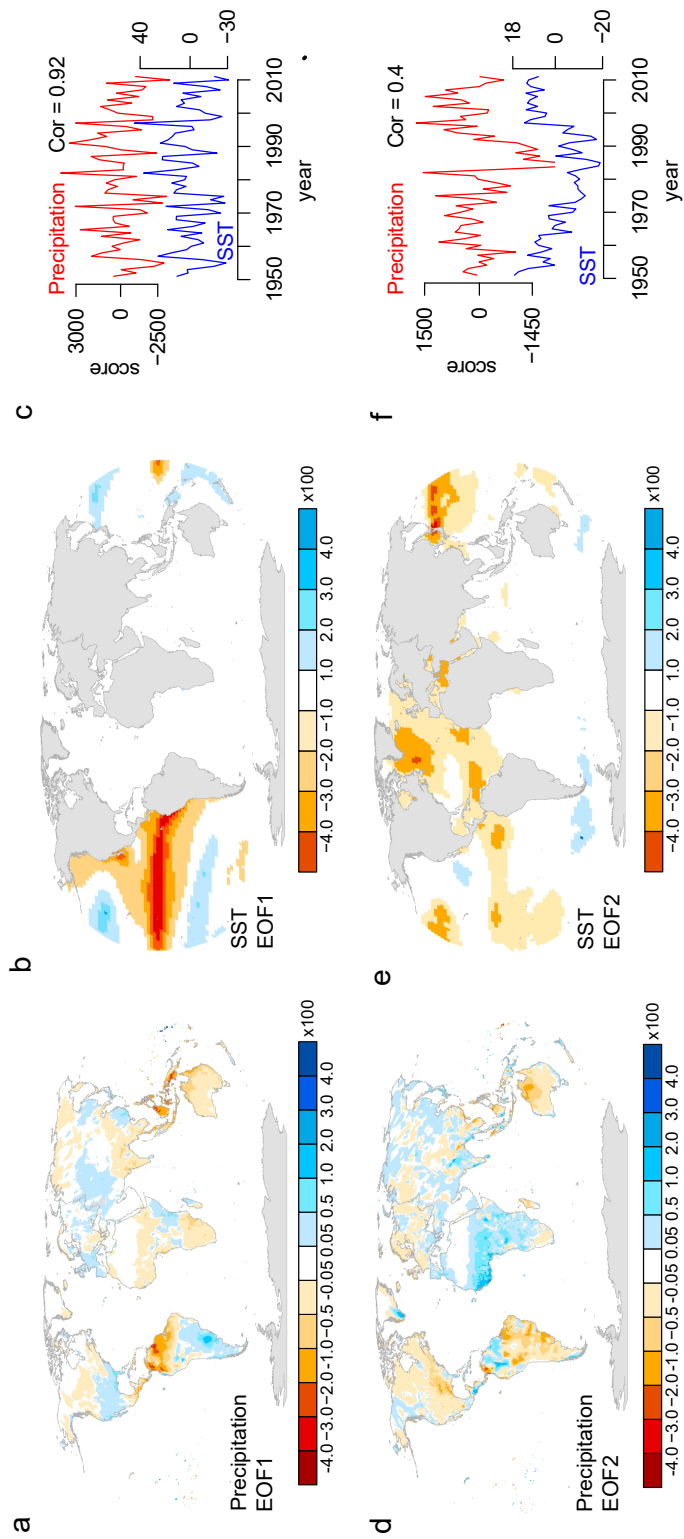 a
Precipitation
EOF1
x100
-4.0 -3.0 -2.0 -1.0 -0.5 -0.05 0.05 0.5 1.0 2.0 3.0 4.0
b
SST
EOF1
x100
-4.0 -3.0 -2.0 -1.0 1.0 2.0 3.0 4.0
c
Precipitation
Cor = 0.92
SST
score
3000
0
-2500
40
0
-30
1950 1970 1990 2010
year
d
Precipitation
EOF2
x100
-4.0 -3.0 -2.0 -1.0 -0.5 -0.05 0.05 0.5 1.0 2.0 3.0 4.0
e
SST
EOF2
x100
-4.0 -3.0 -2.0 -1.0 1.0 2.0 3.0 4.0
f
Precipitation
Cor = 0.4
SST
score
1500
0
-1450
18
0
-20
1950 1970 1990 2010
year